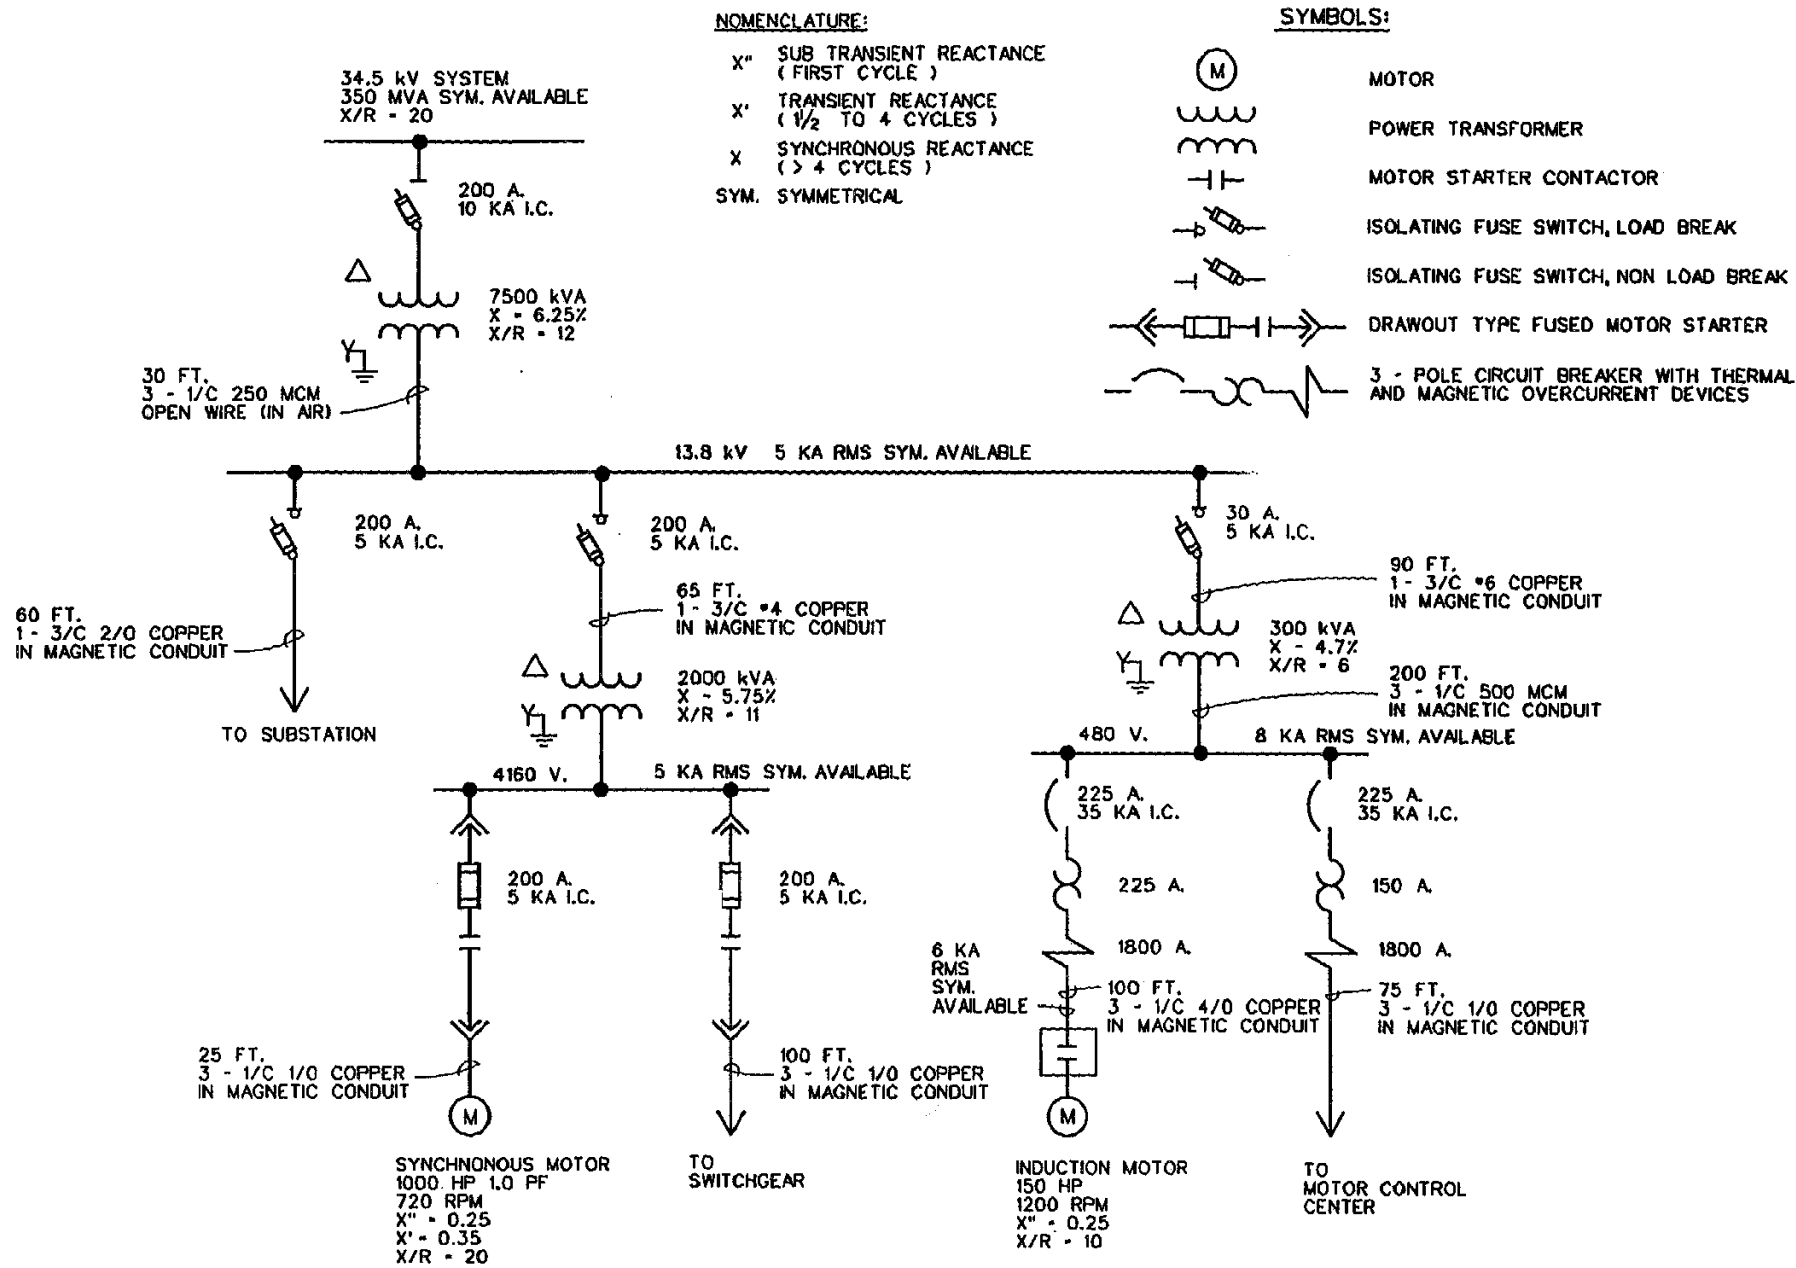 NOMENCLATURE:
X" SUB TRANSIENT REACTANCE
( FIRST CYCLE )
X' TRANSIENT REACTANCE
( 1 1/2 TO 4 CYCLES )
X SYNCHRONOUS REACTANCE
( > 4 CYCLES )
SYM. SYMMETRICAL
SYMBOLS:
M
MOTOR
POWER TRANSFORMER
MOTOR STARTER CONTACTOR
ISOLATING FUSE SWITCH, LOAD BREAK
ISOLATING FUSE SWITCH, NON LOAD BREAK
DRAWOUT TYPE FUSED MOTOR STARTER
3 - POLE CIRCUIT BREAKER WITH THERMAL
AND MAGNETIC OVERCURRENT DEVICES
34.5 kV SYSTEM
350 MVA SYM. AVAILABLE
X/R - 20
200 A.
10 KA I.C.
7500 kVA
X - 6.25%
X/R - 12
30 FT.
3 - 1/C 250 MCM
OPEN WIRE (IN AIR)
13.8 kV 5 KA RMS SYM. AVAILABLE
200 A.
5 KA I.C.
60 FT.
1 - 3/C 2/0 COPPER
IN MAGNETIC CONDUIT
TO SUBSTATION
200 A.
5 KA I.C.
65 FT.
1 - 3/C #4 COPPER
IN MAGNETIC CONDUIT
2000 kVA
X - 5.75%
X/R - 11
4160 V.
5 KA RMS SYM. AVAILABLE
200 A.
5 KA I.C.
25 FT.
3 - 1/C 1/0 COPPER
IN MAGNETIC CONDUIT
M
SYNCHNONOUS MOTOR
1000 HP 1.0 PF
720 RPM
X" - 0.25
X' - 0.35
X/R - 20
200 A.
5 KA I.C.
100 FT.
3 - 1/C 1/0 COPPER
IN MAGNETIC CONDUIT
TO
SWITCHGEAR
30 A.
5 KA I.C.
90 FT.
1 - 3/C #6 COPPER
IN MAGNETIC CONDUIT
300 kVA
X - 4.7%
X/R - 6
200 FT.
3 - 1/C 500 MCM
IN MAGNETIC CONDUIT
480 V.
8 KA RMS SYM. AVAILABLE
225 A.
35 KA I.C.
225 A.
1800 A.
6 KA
RMS
SYM.
AVAILABLE
100 FT.
3 - 1/C 4/0 COPPER
IN MAGNETIC CONDUIT
M
INDUCTION MOTOR
150 HP
1200 RPM
X" - 0.25
X/R - 10
225 A.
35 KA I.C.
150 A.
1800 A.
75 FT.
3 - 1/C 1/0 COPPER
IN MAGNETIC CONDUIT
TO
MOTOR CONTROL
CENTER